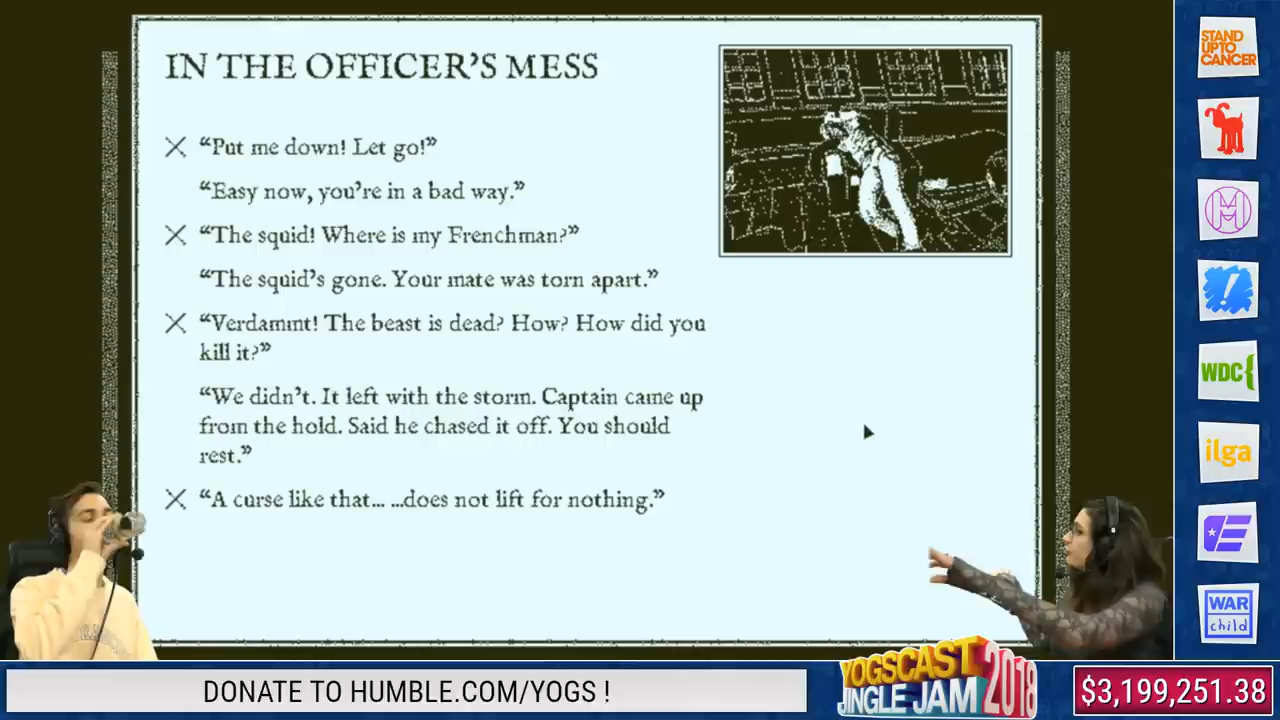 IN THE OFFICER'S MESS
“Put me down! Let go!”
“Easy now, you're in a bad way.”
“The squid! Where is my Frenchman?”
“The squid's gone. Your mate was torn apart.”
“Verdammt! The beast is dead? How? How did you
kill it?”
“We didn't. It left with the storm. Captain came up
from the hold. Said he chased it off. You should
rest.”
“A curse like that... ...does not lift for nothing.”
STAND
UP TO
CANCER
WDC
ilga
E
WAR
child
DONATE TO HUMBLE.COM/YOGS !
YOGSCAST
JINGLE JAM 2018
$3,199,251.38